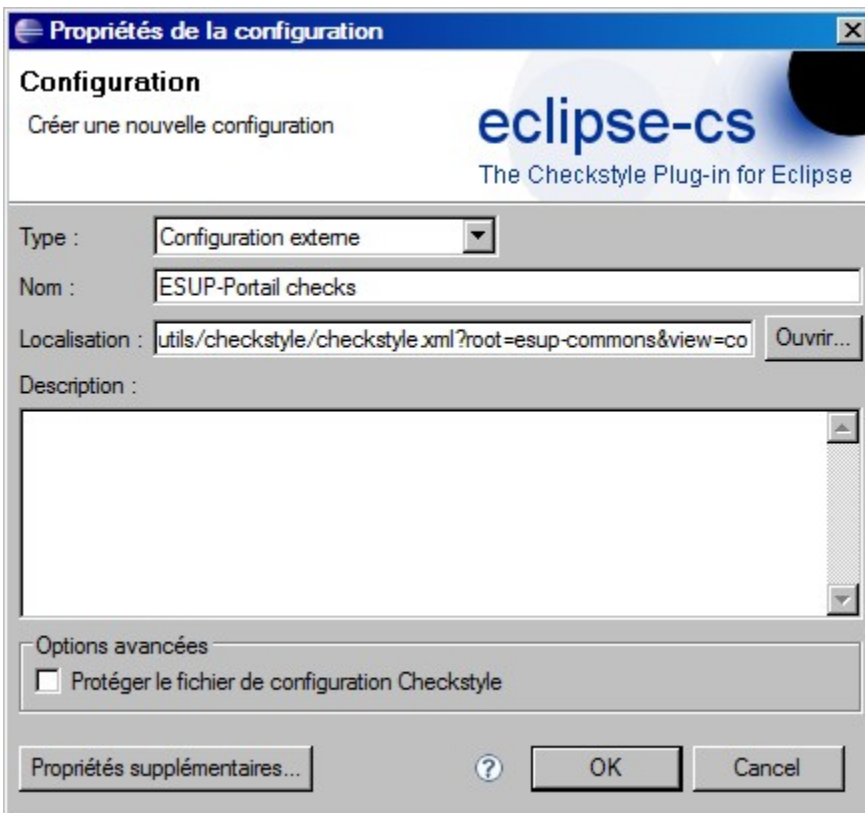 Propriétés de la configuration
Configuration
Créer une nouvelle configuration
eclipse-cs
The Checkstyle Plug-in for Eclipse
Type : Configuration externe
Nom : ESUP-Portail checks
Localisation : utils/checkstyle/checkstyle.xml?root=esup-commons&view=co Ouvrir...
Description :
Options avancées
Protéger le fichier de configuration Checkstyle
Propriétés supplémentaires... ? OK Cancel